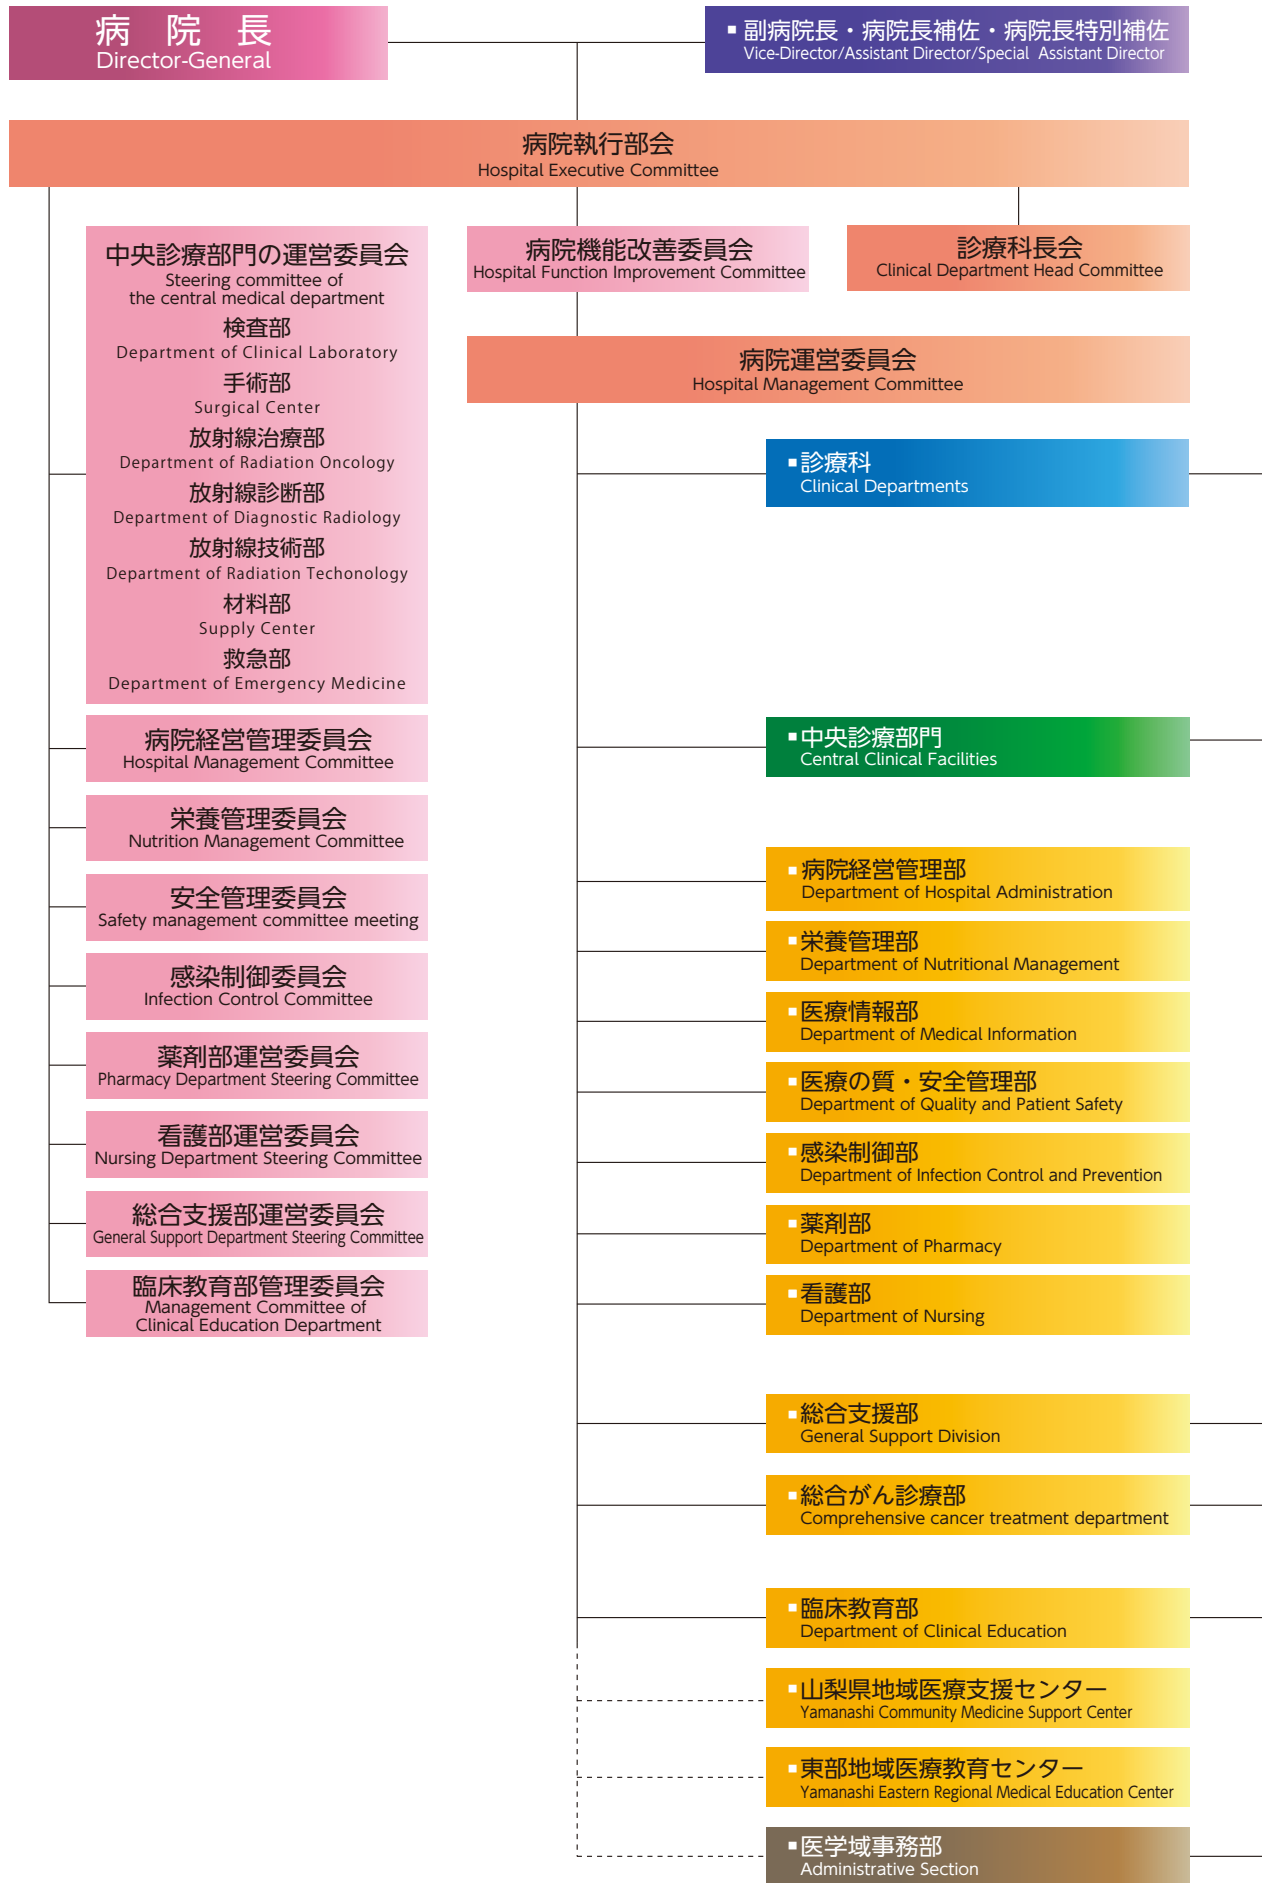 病院長
Director-General
▪副病院長・病院長補佐・病院長特別補佐
Vice-Director/Assistant Director/Special Assistant Director
病院執行部会
Hospital Executive Committee
中央診療部門の運営委員会
Steering committee of
the central medical department
検査部
Department of Clinical Laboratory
手術部
Surgical Center
放射線治療部
Department of Radiation Oncology
放射線診断部
Department of Diagnostic Radiology
放射線技術部
Department of Radiation Techonology
材料部
Supply Center
救急部
Department of Emergency Medicine
病院経営管理委員会
Hospital Management Committee
栄養管理委員会
Nutrition Management Committee
安全管理委員会
Safety management committee meeting
感染制御委員会
Infection Control Committee
薬剤部運営委員会
Pharmacy Department Steering Committee
看護部運営委員会
Nursing Department Steering Committee
総合支援部運営委員会
General Support Department Steering Committee
臨床教育部管理委員会
Management Committee of
Clinical Education Department
病院機能改善委員会
Hospital Function Improvement Committee
診療科長会
Clinical Department Head Committee
病院運営委員会
Hospital Management Committee
▪診療科
Clinical Departments
▪中央診療部門
Central Clinical Facilities
▪病院経営管理部
Department of Hospital Administration
▪栄養管理部
Department of Nutritional Management
▪医療情報部
Department of Medical Information
▪医療の質・安全管理部
Department of Quality and Patient Safety
▪感染制御部
Department of Infection Control and Prevention
▪薬剤部
Department of Pharmacy
▪看護部
Department of Nursing
▪総合支援部
General Support Division
▪総合がん診療部
Comprehensive cancer treatment department
▪臨床教育部
Department of Clinical Education
▪山梨県地域医療支援センター
Yamanashi Community Medicine Support Center
▪東部地域医療教育センター
Yamanashi Eastern Regional Medical Education Center
▪医学域事務部
Administrative Section